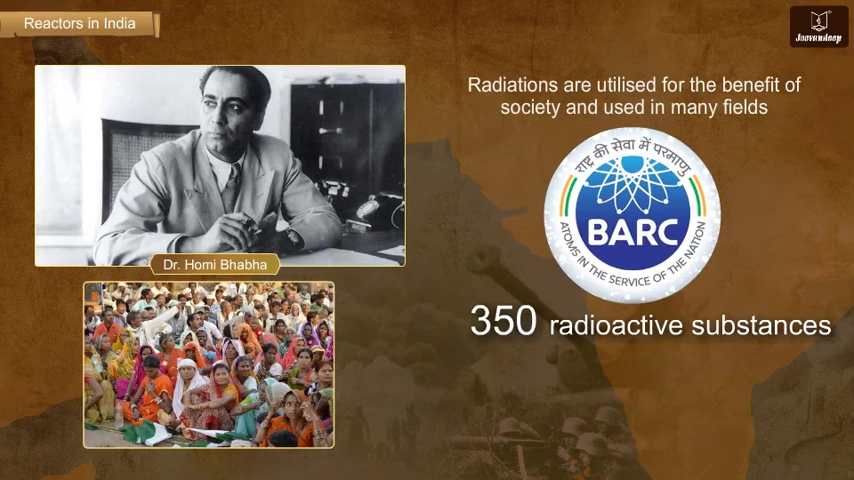 Reactors in India
Jeevandeep
Radiations are utilised for the benefit of
society and used in many fields
राष्ट्र की सेवा में परमाणु
BARC
ATOMS IN THE SERVICE OF THE NATION
Dr. Homi Bhabha
350 radioactive substances